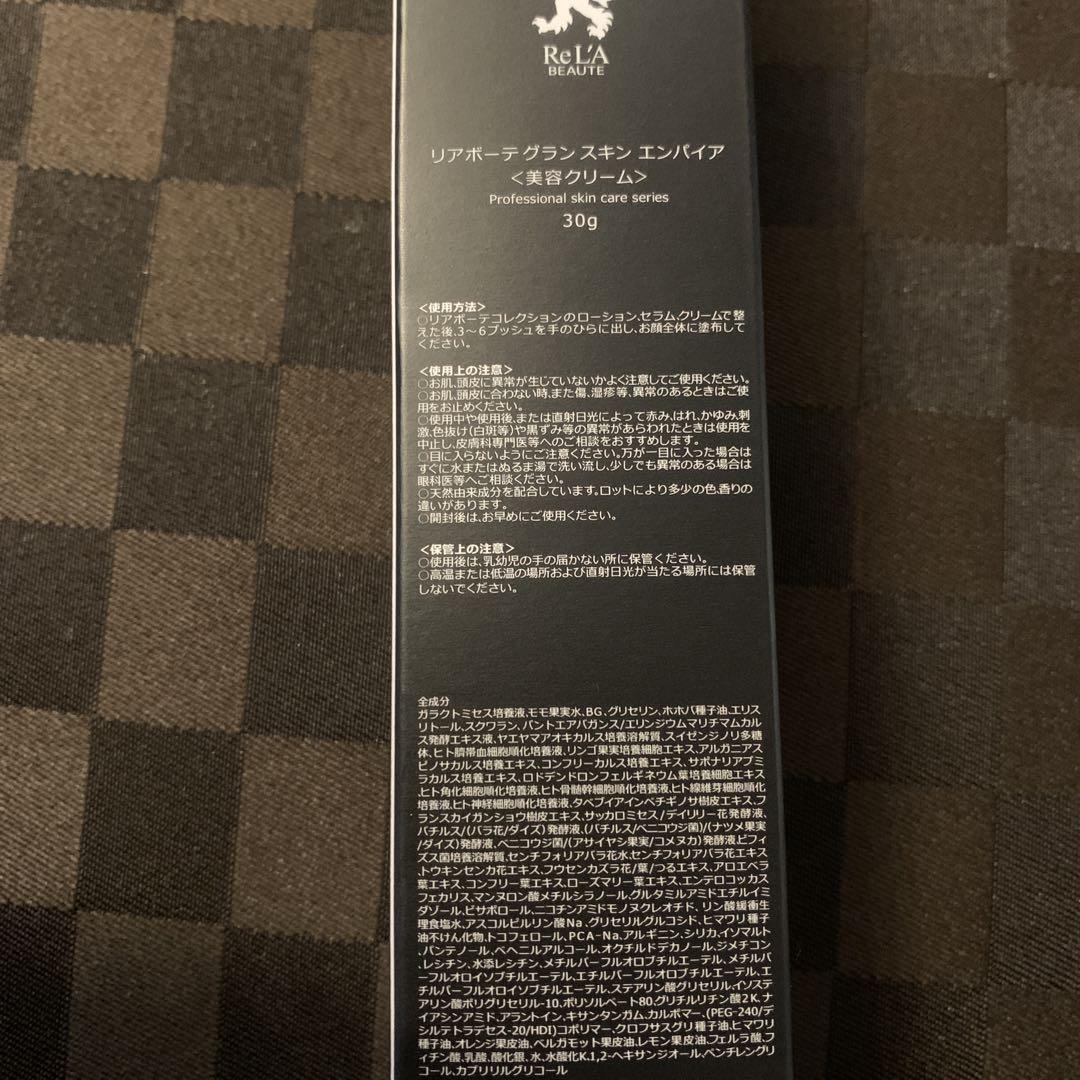 ReL'A
BEAUTE
リアボーテ グラン スキン エンパイア
＜美容クリーム＞
Professional skin care series
30g
＜使用方法＞
○リアボーテコレクションのローション､セラム､クリームで整
えた後､3～6プッシュを手のひらに出し､お顔全体に塗布して
ください。
＜使用上の注意＞
○お肌､頭皮に異常が生じていないかよく注意してご使用ください。
○お肌､頭皮に合わない時､また傷､湿疹等､異常のあるときはご使
用をお止めください。
○使用中や使用後､または直射日光によって赤み､はれ､かゆみ､刺
激､色抜け(白斑等)や黒ずみ等の異常があらわれたときは使用を
中止し､皮膚科専門医等へのご相談をおすすめします。
○目に入らないようにご注意ください。万が一目に入った場合は
すぐに水またはぬるま湯で洗い流し､少しでも異常のある場合は
眼科医等へご相談ください。
○天然由来成分を配合しています。ロットにより多少の色､香りの
違いがあります。
○開封後は､お早めにご使用ください。
＜保管上の注意＞
○使用後は､乳幼児の手の届かない所に保管ください。
○高温または低温の場所および直射日光が当たる場所には保管
しないでください。
全成分
ガラクトミセス培養液､モモ果実水､BG､グリセリン､ホホバ種子油､エリス
リトール､スクワラン､パントエアバガンス/エリンジウムマリチマムカル
ス発酵エキス液､ヤエヤマアオキカルス培養溶解質､スイゼンジノリ多糖
体､ヒト臍帯血細胞順化培養液､リンゴ果実培養細胞エキス､アルガニアス
ピノサカルス培養エキス､コンフリーカルス培養エキス､サポナリアプミ
ラカルス培養エキス､ロドデンドロンフェルギネウム葉培養細胞エキス
､ヒト角化細胞順化培養液､ヒト骨髄幹細胞順化培養液､ヒト線維芽細胞順化
培養液､ヒト神経細胞順化培養液､タベブイアインペチギノサ樹皮エキス､フ
ランスカイガンショウ樹皮エキス､サッカロミセス/デイリリー花発酵液､
バチルス/(バラ花/ダイズ)発酵液､(バチルス/ベニコウジ菌)/(ナツメ果実
/ダイズ)発酵液､ベニコウジ菌/(アサイヤシ果実/コメヌカ)発酵液､ビフィ
ズス菌培養溶解質､センチフォリアバラ花水､センチフォリアバラ花エキス
､トウキンセンカ花エキス､フウセンカズラ花/葉/つるエキス､アロエベラ
葉エキス､コンフリー葉エキス､ローズマリー葉エキス､エンテロコッカス
フェカリス､マンヌロン酸メチルシラノール､グルタミルアミドエチルイミ
ダゾール､ビサボロール､ニコチンアミドモノヌクレオチド､リン酸緩衝生
理食塩水､アスコルビルリン酸Na､グリセリルグルコシド､ヒマワリ種子
油不けん化物､トコフェロール､PCA-Na､アルギニン､シリカ､イソマルト
､パンテノール､ベヘニルアルコール､オクチルドデカノール､ジメチコン
､レシチン､水添レシチン､メチルパーフルオロブチルエーテル､メチルパ
ーフルオロイソブチルエーテル､エチルパーフルオロブチルエーテル､エ
チルパーフルオロイソブチルエーテル､ステアリン酸グリセリル､イソステ
アリン酸ポリグリセリル-10､ポリソルベート80､グリチルリチン酸2K､ナ
イアシンアミド､アラントイン､キサンタンガム､カルボマー､(PEG-240/デ
シルテトラデセス-20/HDI)コポリマー､クロフサスグリ種子油､ヒマワリ
種子油､オレンジ果皮油､ベルガモット果皮油､レモン果皮油､フェルラ酸､フ
ィチン酸､乳酸､酸化銀､水､水酸化K､1,2-ヘキサンジオール､ペンチレングリ
コール､カプリリルグリコール